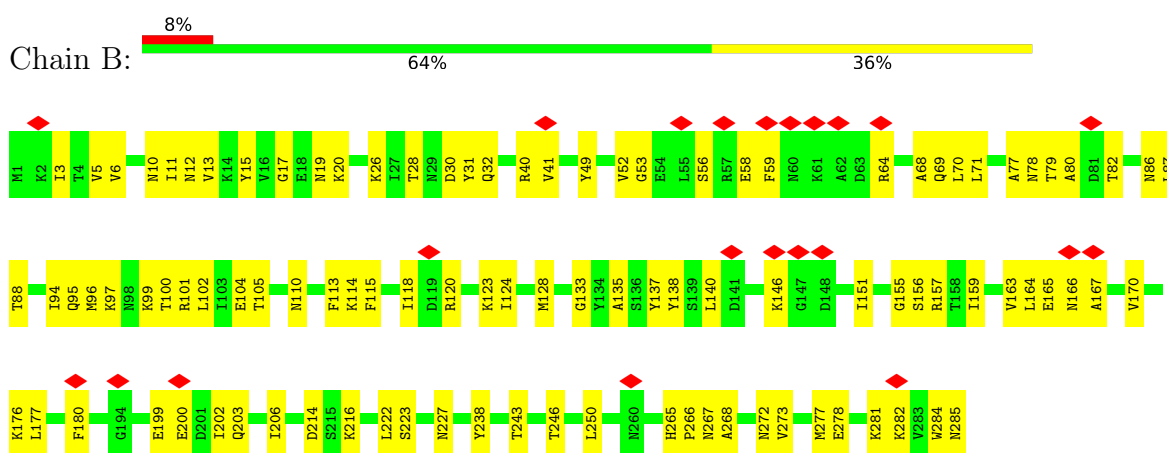 8%
Chain B:
64% 36%
M1 K2 I3 T4 V5 V6 N10 I11 N12 V13 K14 Y15 V16 G17 E18 N19 K20 K26 I27 T28 N29 D30 Y31 Q32 R40 V41 Y49 V52 G53 E54 L55 S56 R57 E58 F59 N60 K61 A62 D63 R64 A68 Q69 L70 L71 A77 N78 T79 A80 D81 T82 N86 L87
T88 I94 Q95 M96 K97 N98 K99 T100 R101 L102 I103 E104 T105 N110 F113 K114 F115 I118 D119 R120 K123 I124 M128 G133 Y134 A135 S136 Y137 Y138 S139 L140 D141 K146 G147 D148 I151 G155 S156 R157 T158 I159 V163 L164 E165 N166 A167 V170
K176 L177 F180 G194 E199 E200 D201 I202 Q203 I206 D214 S215 K216 L222 S223 N227 Y238 T243 T246 L250 N260 H265 P266 N267 A268 N272 V273 M277 E278 K281 K282 V283 W284 N285